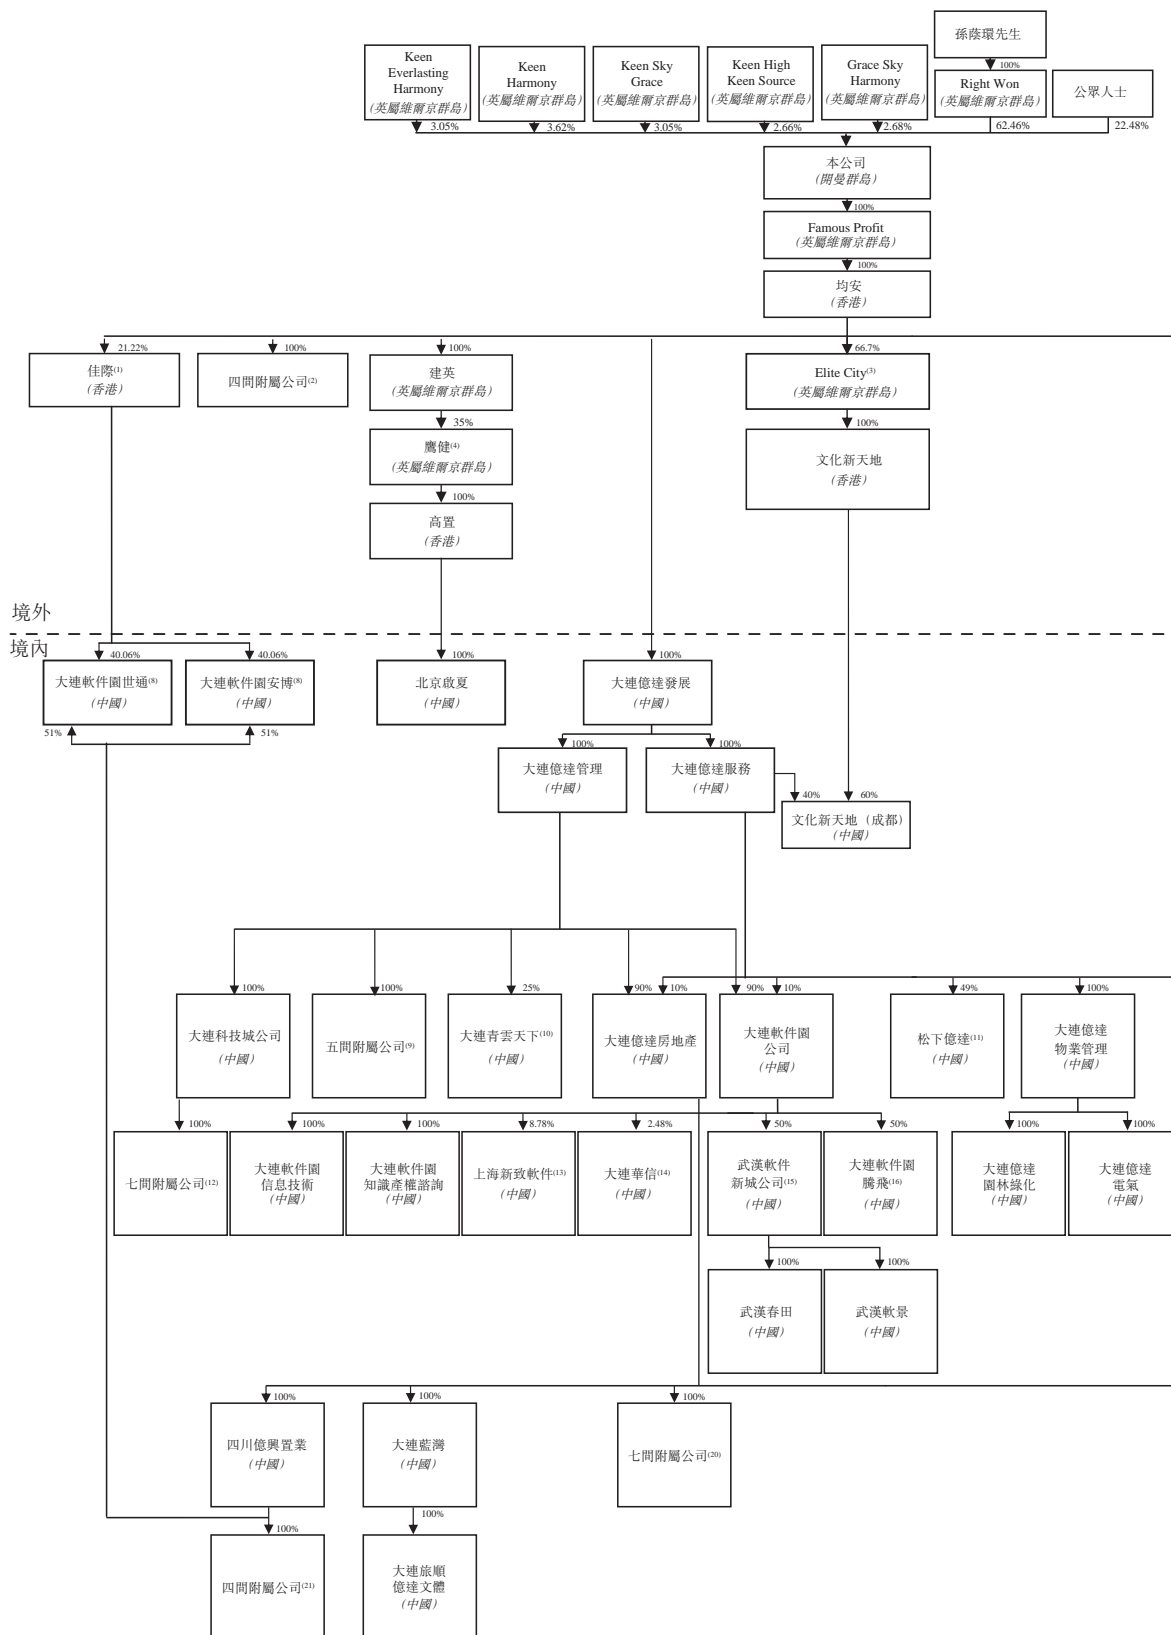 孫蔭環先生
100%
Keen
Everlasting
Harmony
(英屬維爾京群島)
Keen
Harmony
(英屬維爾京群島)
Keen Sky
Grace
(英屬維爾京群島)
Keen High
Keen Source
(英屬維爾京群島)
Grace Sky
Harmony
(英屬維爾京群島)
Right Won
(英屬維爾京群島)
公眾人士
3.05%
3.62%
3.05%
2.66%
2.68%
62.46%
22.48%
本公司
(開曼群島)
100%
Famous Profit
(英屬維爾京群島)
100%
均安
(香港)
21.22%
100%
100%
66.7%
佳際(1)
(香港)
四間附屬公司(2)
建英
(英屬維爾京群島)
Elite City(3)
(英屬維爾京群島)
35%
100%
鷹健(4)
(英屬維爾京群島)
文化新天地
(香港)
100%
高置
(香港)
境外
境內
40.06%
40.06%
100%
100%
大連軟件園世通(8)
(中國)
大連軟件園安博(8)
(中國)
北京啟夏
(中國)
大連億達發展
(中國)
51%
51%
100%
100%
大連億達管理
(中國)
大連億達服務
(中國)
40%
60%
文化新天地（成都）
(中國)
100%
100%
25%
90%
10%
90%
10%
49%
100%
大連科技城公司
(中國)
五間附屬公司(9)
大連青雲天下(10)
(中國)
大連億達房地產
(中國)
大連軟件園
公司
(中國)
松下億達(11)
(中國)
大連億達
物業管理
(中國)
100%
100%
100%
8.78%
2.48%
50%
50%
100%
100%
七間附屬公司(12)
大連軟件園
信息技術
(中國)
大連軟件園
知識產權諮詢
(中國)
上海新致軟件(13)
(中國)
大連華信(14)
(中國)
武漢軟件
新城公司(15)
(中國)
大連軟件園
騰飛(16)
(中國)
大連億達
園林綠化
(中國)
大連億達
電氣
(中國)
100%
100%
武漢春田
(中國)
武漢軟景
(中國)
100%
100%
100%
四川億興置業
(中國)
大連藍灣
(中國)
七間附屬公司(20)
100%
100%
四間附屬公司(21)
大連旅順
億達文體
(中國)